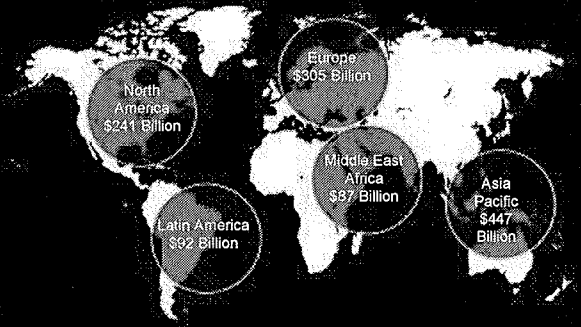 North
America
$241 Billion
Europe
$305 Billion
Middle East
Africa
$87 Billion
Asia
Pacific
$447
Billion
Latin America
$92 Billion